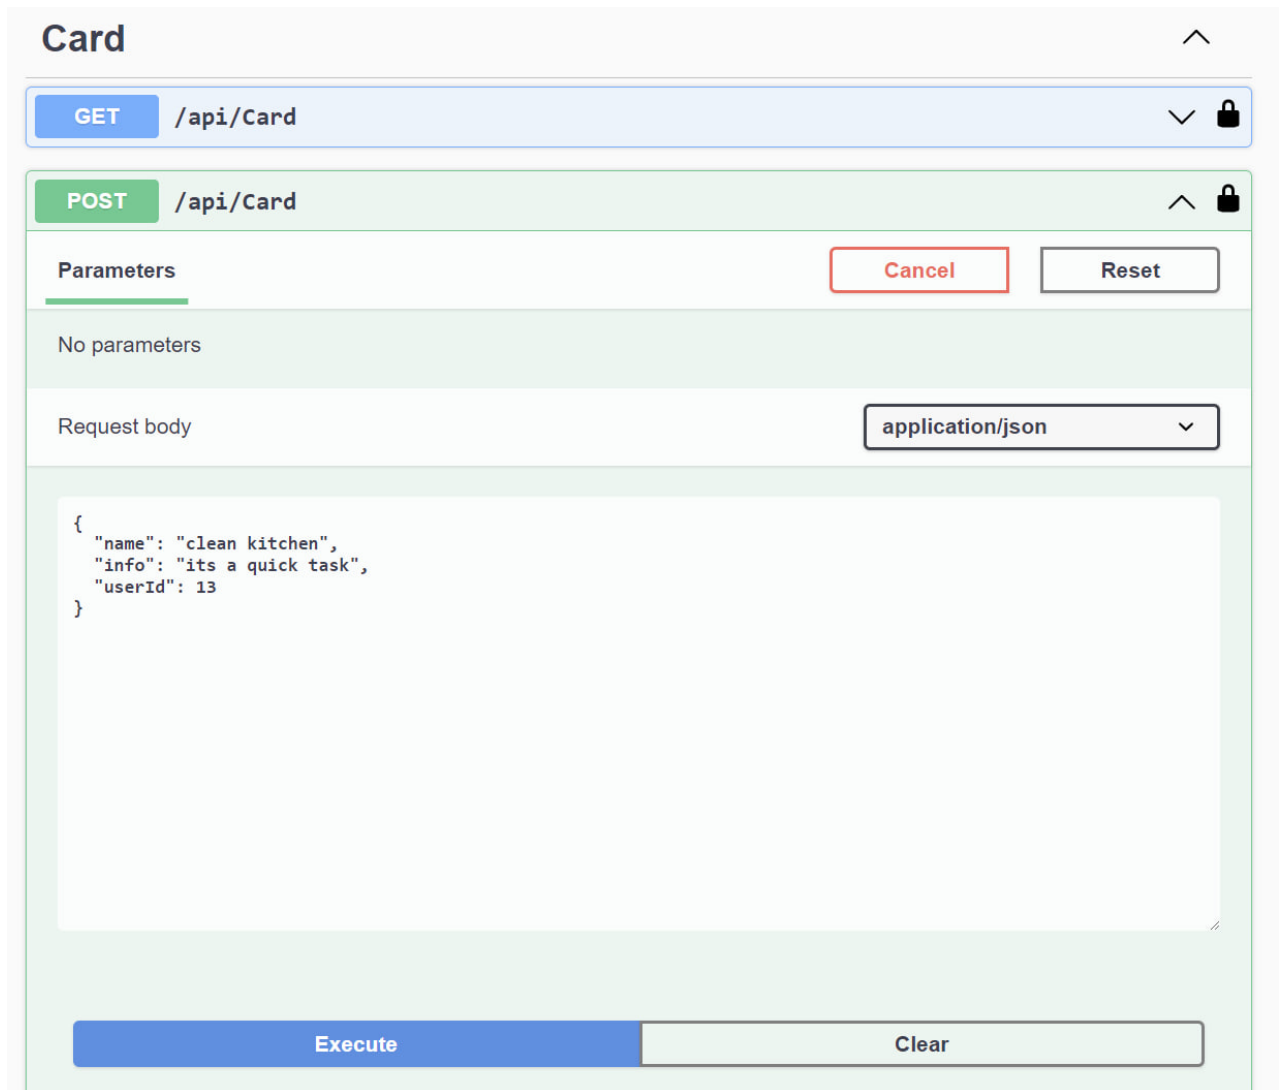 Card
GET /api/Card
POST /api/Card
Parameters Cancel Reset
No parameters
Request body application/json
{
  "name": "clean kitchen",
  "info": "its a quick task",
  "userId": 13
}
Execute Clear